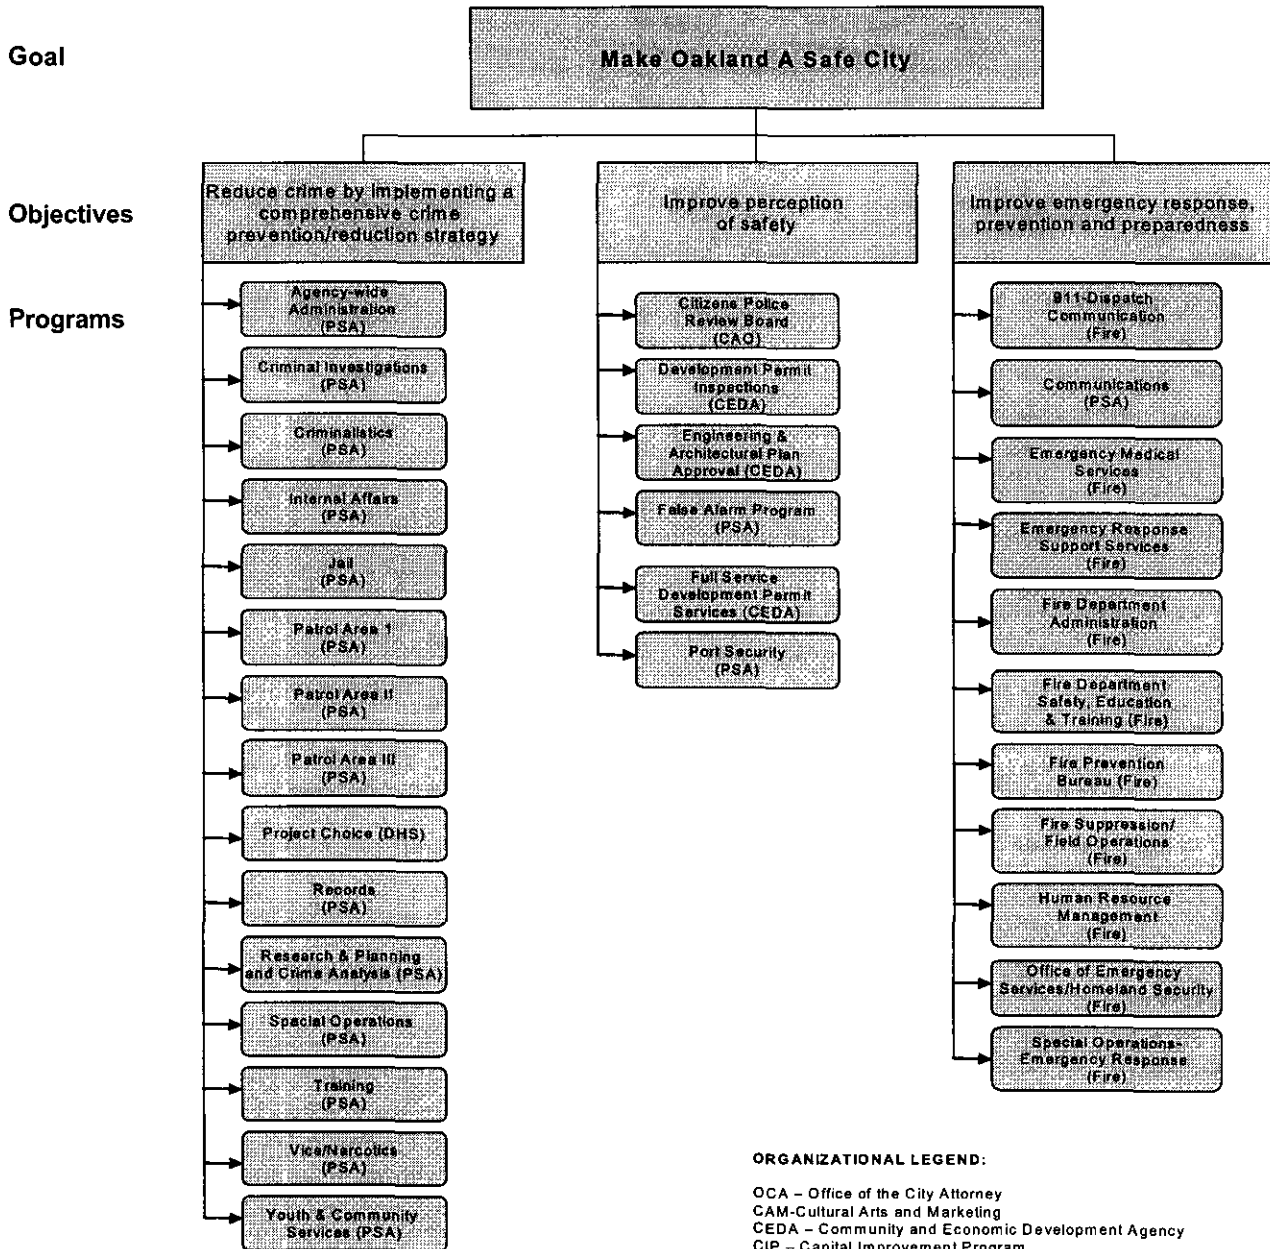 Goal
Make Oakland A Safe City
Objectives
Reduce crime by implementing a
comprehensive crime
prevention/reduction strategy
Improve perception
of safety
Improve emergency response,
prevention and preparedness
Programs
Agency-wide
Administration
(PSA)
Criminal Investigations
(PSA)
Criminalistics
(PSA)
Internal Affairs
(PSA)
Jail
(PSA)
Patrol Area 1
(PSA)
Patrol Area II
(PSA)
Patrol Area III
(PSA)
Project Choice (DHS)
Records
(PSA)
Research & Planning
and Crime Analysis (PSA)
Special Operations
(PSA)
Training
(PSA)
Vice/Narcotics
(PSA)
Youth & Community
Services (PSA)
Citizens Police
Review Board
(CAO)
Development Permit
Inspections
(CEDA)
Engineering &
Architectural Plan
Approval (CEDA)
False Alarm Program
(PSA)
Full Service
Development Permit
Services (CEDA)
Port Security
(PSA)
911-Dispatch
Communication
(Fire)
Communications
(PSA)
Emergency Medical
Services
(Fire)
Emergency Response
Support Services
(Fire)
Fire Department
Administration
(Fire)
Fire Department
Safety, Education
& Training (Fire)
Fire Prevention
Bureau (Fire)
Fire Suppression/
Field Operations
(Fire)
Human Resource
Management
(Fire)
Office of Emergency
Services/Homeland Security
(Fire)
Special Operations-
Emergency Response
(Fire)
ORGANIZATIONAL LEGEND:
OCA – Office of the City Attorney
CAM-Cultural Arts and Marketing
CEDA – Community and Economic Development Agency
CIP – Capital Improvement Program